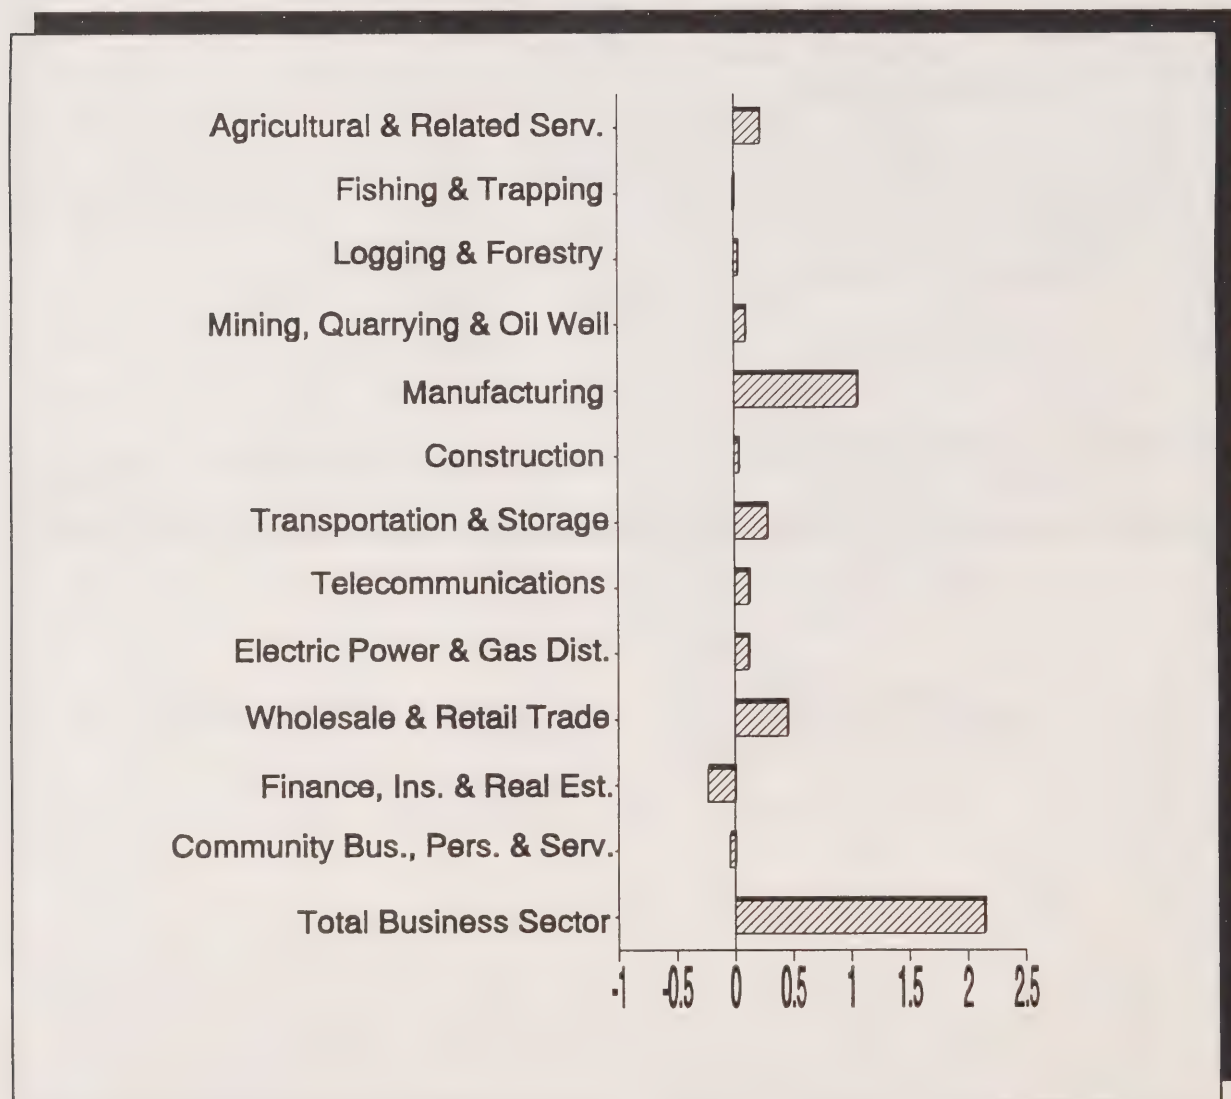 Agricultural & Related Serv.
Fishing & Trapping
Logging & Forestry
Mining, Quarrying & Oil Well
Manufacturing
Construction
Transportation & Storage
Telecommunications
Electric Power & Gas Dist.
Wholesale & Retail Trade
Finance, Ins. & Real Est.
Community Bus., Pers. & Serv.
Total Business Sector
-1 -0.5 0 0.5 1 1.5 2 2.5